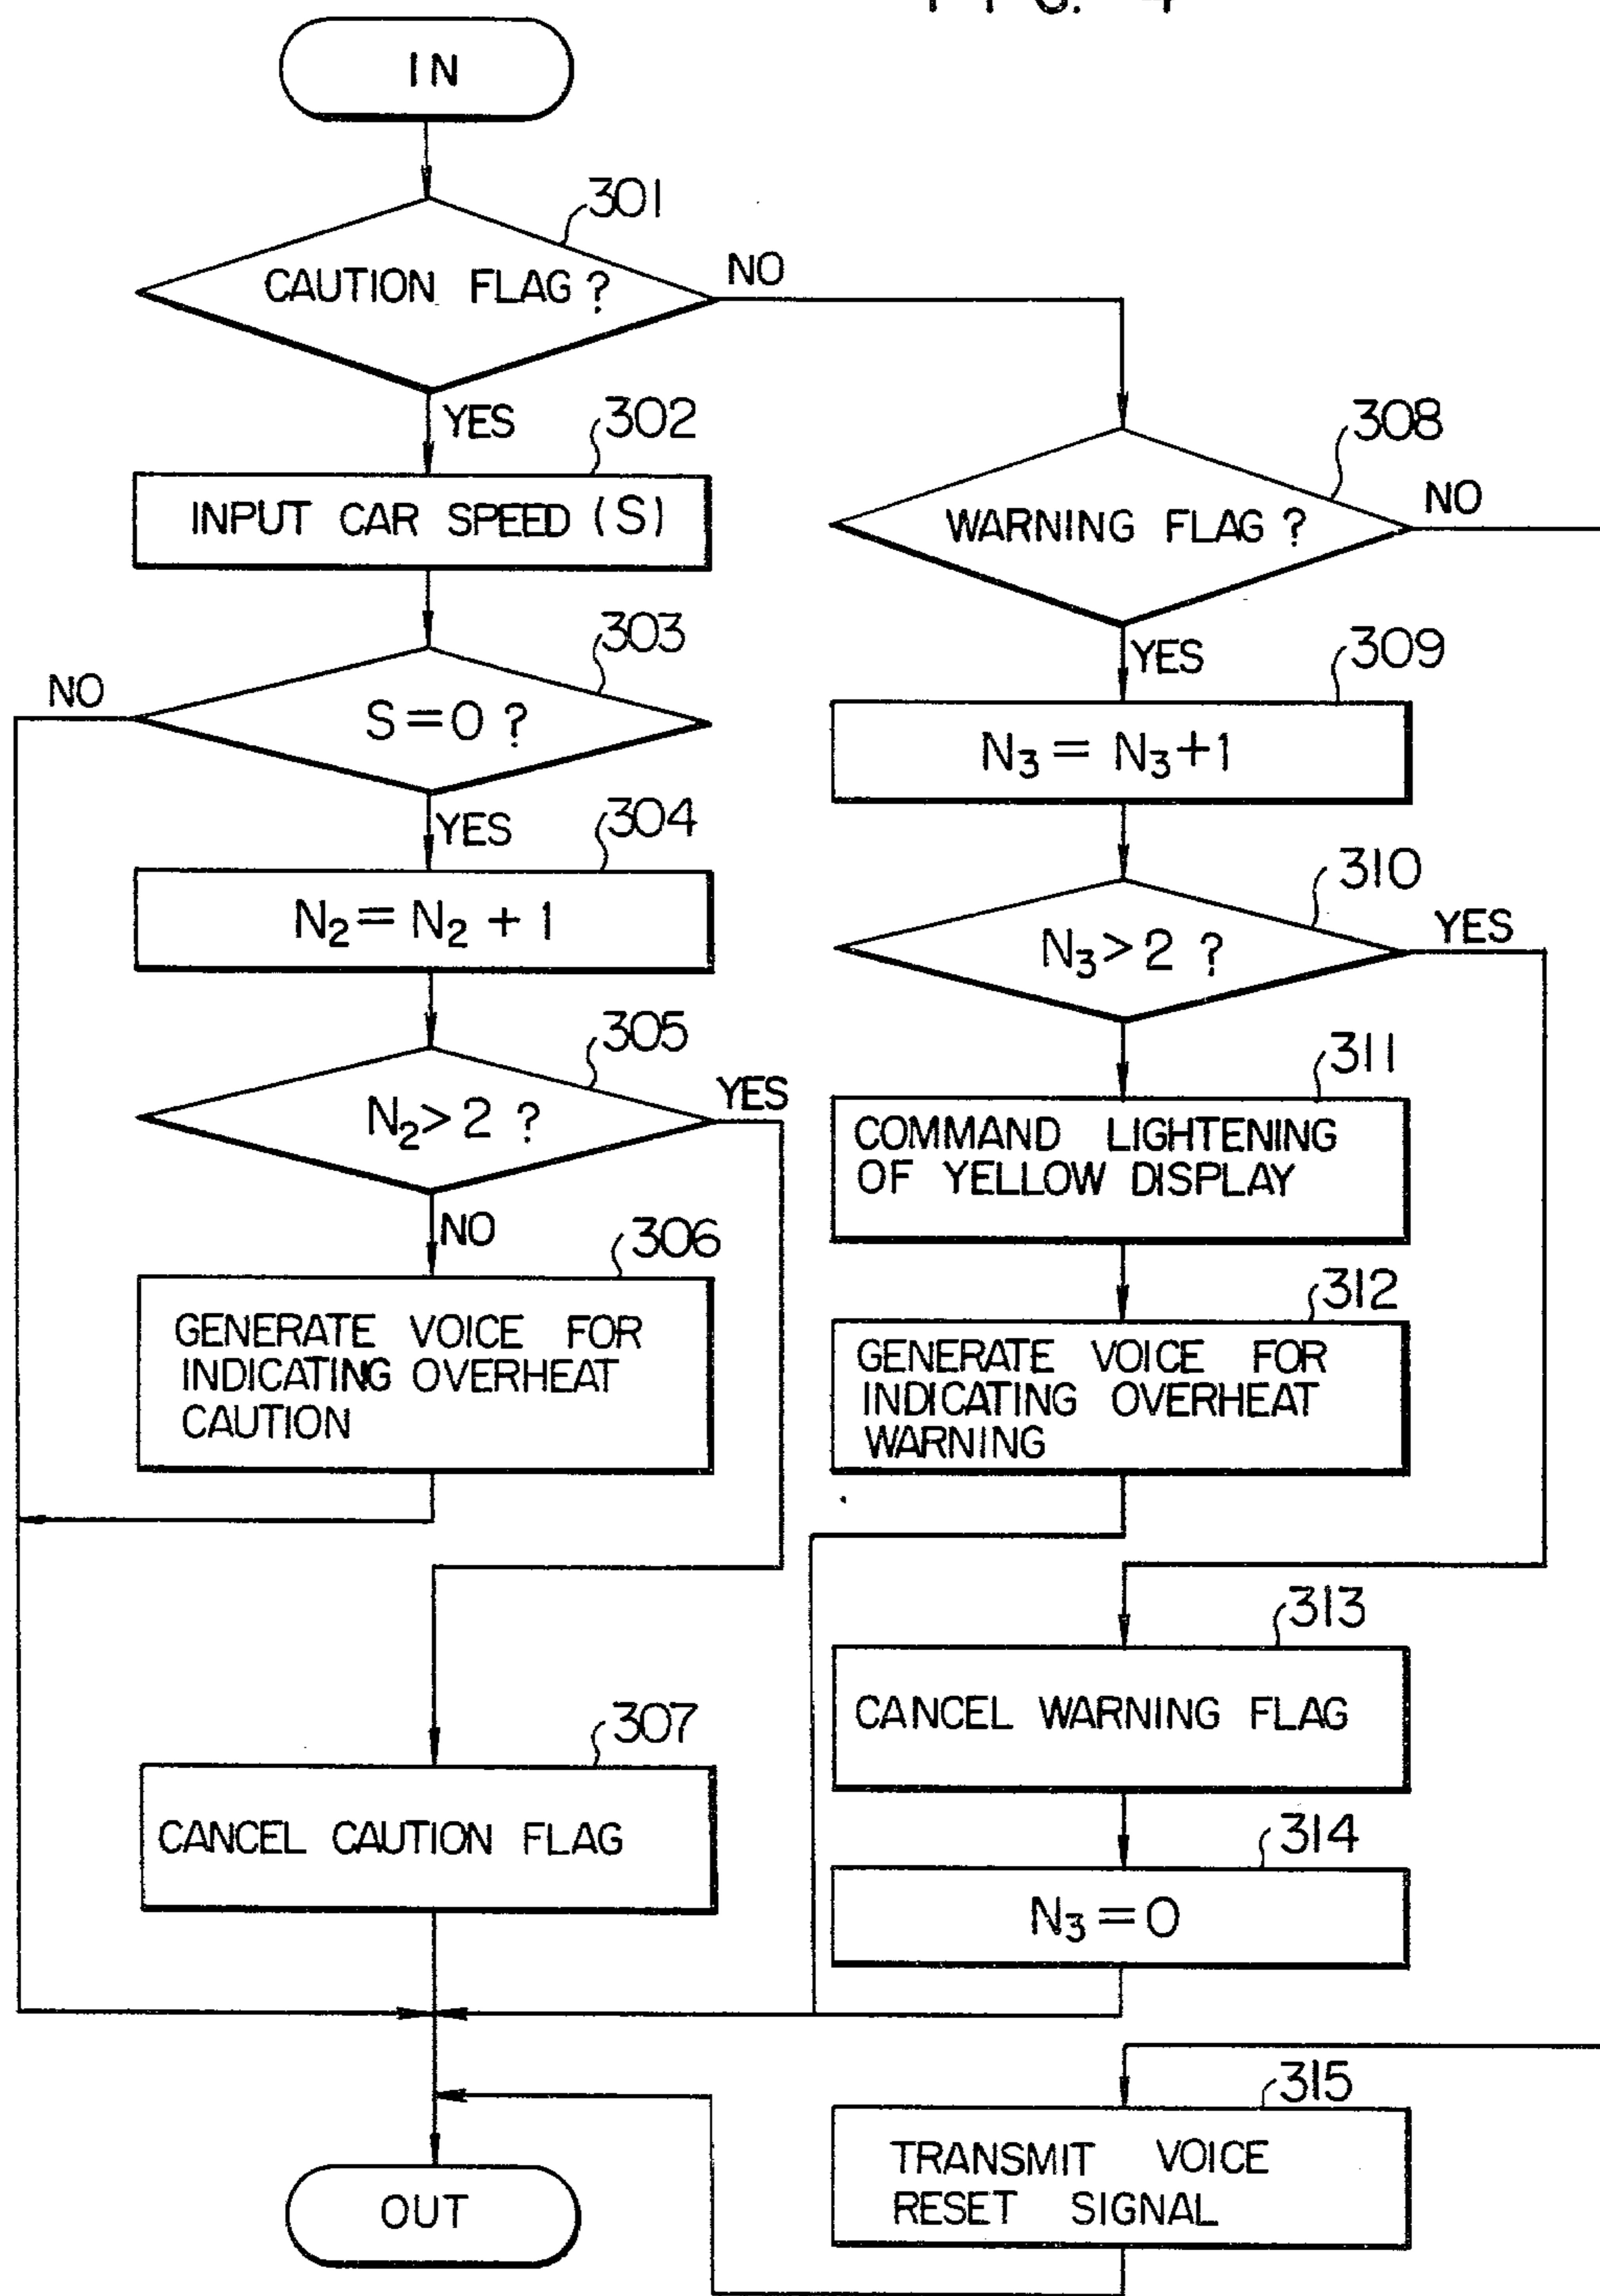 FIG. 4
IN
301
CAUTION FLAG ?
NO
YES
302
INPUT CAR SPEED (S)
303
NO
S=0 ?
YES
304
N₂ = N₂ + 1
305
N₂ > 2 ?
YES
NO
306
GENERATE VOICE FOR
INDICATING OVERHEAT
CAUTION
307
CANCEL CAUTION FLAG
OUT
308
WARNING FLAG ?
NO
YES
309
N₃ = N₃+1
310
N₃ > 2 ?
YES
311
COMMAND LIGHTENING
OF YELLOW DISPLAY
312
GENERATE VOICE FOR
INDICATING OVERHEAT
WARNING
313
CANCEL WARNING FLAG
314
N₃ = 0
315
TRANSMIT VOICE
RESET SIGNAL